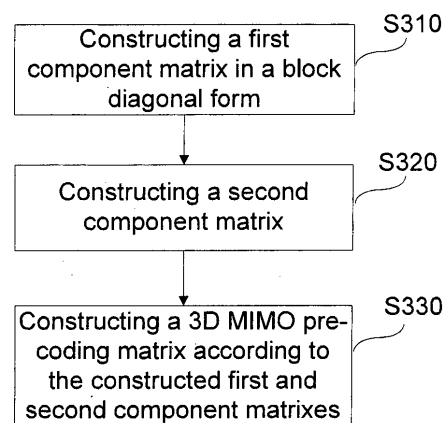 S310
Constructing a first
component matrix in a block
diagonal form
S320
Constructing a second
component matrix
S330
Constructing a 3D MIMO pre-
coding matrix according to
the constructed first and
second component matrixes